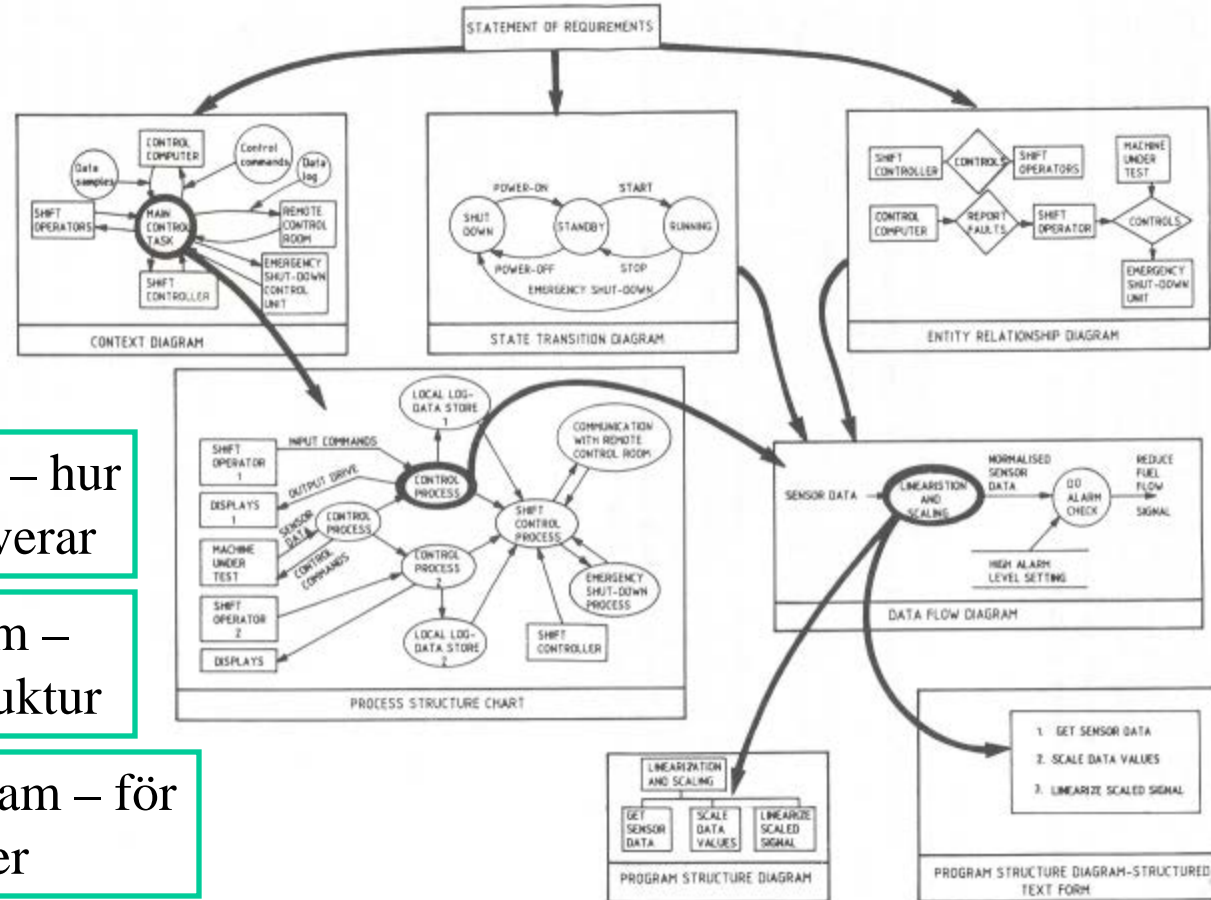 STATEMENT OF REQUIREMENTS
CONTROL
COMPUTER
Control
commands
Data
samples
Data
log
SHIFT
OPERATORS
MAIN
CONTROL
TASK
REMOTE
CONTROL
ROOM
EMERGENCY
SHUT-DOWN
CONTROL
UNIT
SHIFT
CONTROLLER
CONTEXT DIAGRAM
POWER-ON
START
SHUT
DOWN
STANDBY
RUNNING
POWER-OFF
STOP
EMERGENCY SHUT-DOWN
STATE TRANSITION DIAGRAM
SHIFT
CONTROLLER
CONTROLS
SHIFT
OPERATORS
MACHINE
UNDER
TEST
CONTROL
COMPUTER
REPORT
FAULTS
SHIFT
OPERATOR
CONTROLS
EMERGENCY
SHUT-DOWN
UNIT
ENTITY RELATIONSHIP DIAGRAM
– hur
verar
m –
uktur
am – för
er
LOCAL LOG-
DATA STORE
1
COMMUNICATION
WITH REMOTE
CONTROL ROOM
SHIFT
OPERATOR
1
INPUT COMMANDS
DISPLAYS
1
OUTPUT DRIVE
CONTROL
PROCESS
SENSOR
DATA
CONTROL
PROCESS
SHIFT
CONTROL
PROCESS
MACHINE
UNDER
TEST
CONTROL
COMMANDS
CONTROL
PROCESS
2
EMERGENCY
SHUT-DOWN
PROCESS
SHIFT
OPERATOR
2
LOCAL LOG-
DATA STORE
2
SHIFT
CONTROLLER
DISPLAYS
PROCESS STRUCTURE CHART
SENSOR DATA
LINEARISTION
AND
SCALING
NORMALISED
SENSOR
DATA
DO
ALARM
CHECK
REDUCE
FUEL
FLOW
SIGNAL
HIGH ALARM
LEVEL SETTING
DATA FLOW DIAGRAM
LINEARIZATION
AND SCALING
GET
SENSOR
DATA
SCALE
DATA
VALUES
LINEARIZE
SCALED
SIGNAL
PROGRAM STRUCTURE DIAGRAM
1. GET SENSOR DATA
2. SCALE DATA VALUES
3. LINEARIZE SCALED SIGNAL
PROGRAM STRUCTURE DIAGRAM-STRUCTURED
TEXT FORM